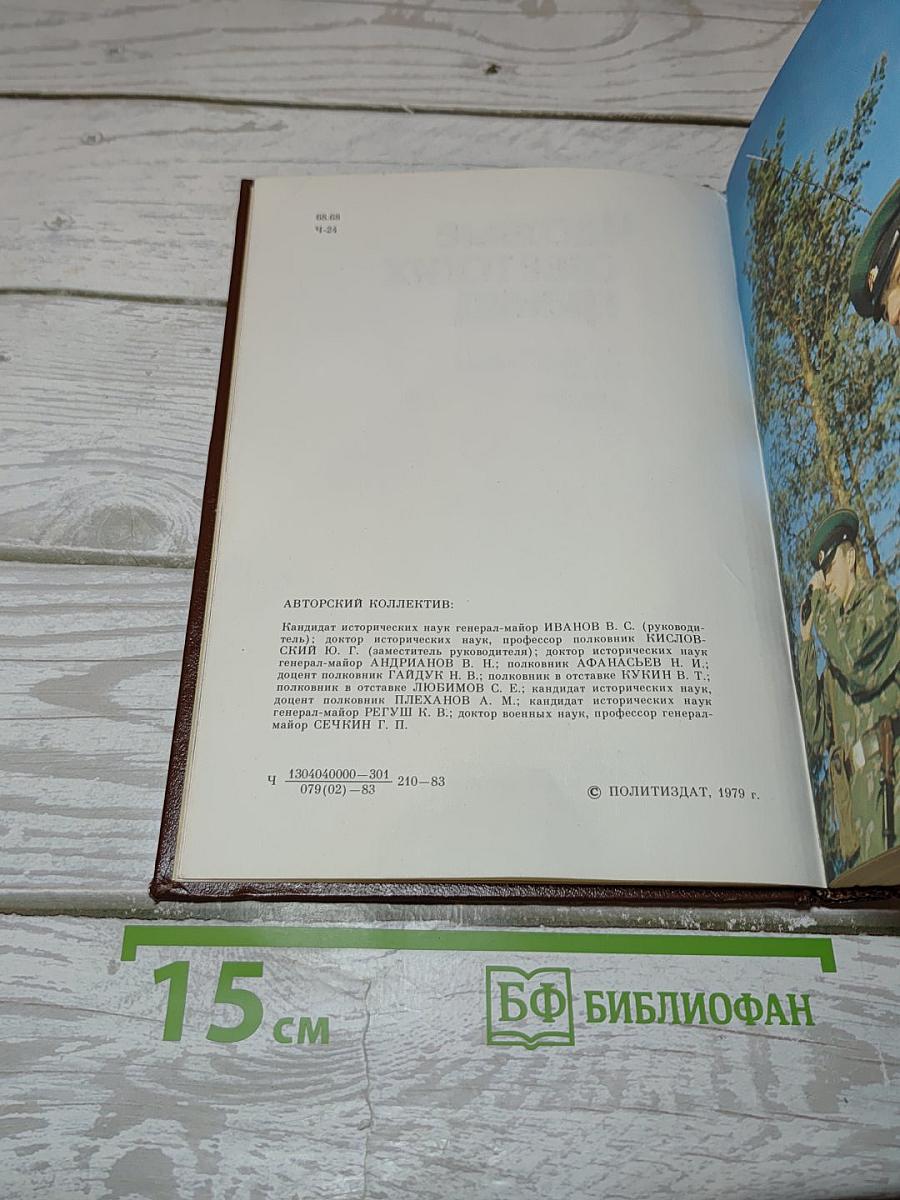 68.68
Ч-24
АВТОРСКИЙ КОЛЛЕКТИВ:
Кандидат исторических наук генерал-майор ИВАНОВ В. С. (руководи-
тель); доктор исторических наук, профессор полковник КИСЛОВ-
СКИЙ Ю. Г. (заместитель руководителя); доктор исторических наук
генерал-майор АНДРИАНОВ В. Н.; полковник АФАНАСЬЕВ Н. И.;
доцент полковник ГАЙДУК Н. В.; полковник в отставке КУКИН В. Т.;
полковник в отставке ЛЮБИМОВ С. Е.; кандидат исторических наук,
доцент полковник ПЛЕХАНОВ А. М.; кандидат исторических наук
генерал-майор РЕГУШ К. В.; доктор военных наук, профессор генерал-
майор СЕЧКИН Г. П.
Ч 1304040000—301 210—83
079(02)—83
© ПОЛИТИЗДАТ, 1979 г.
15 см
БФ БИБЛИОФАН